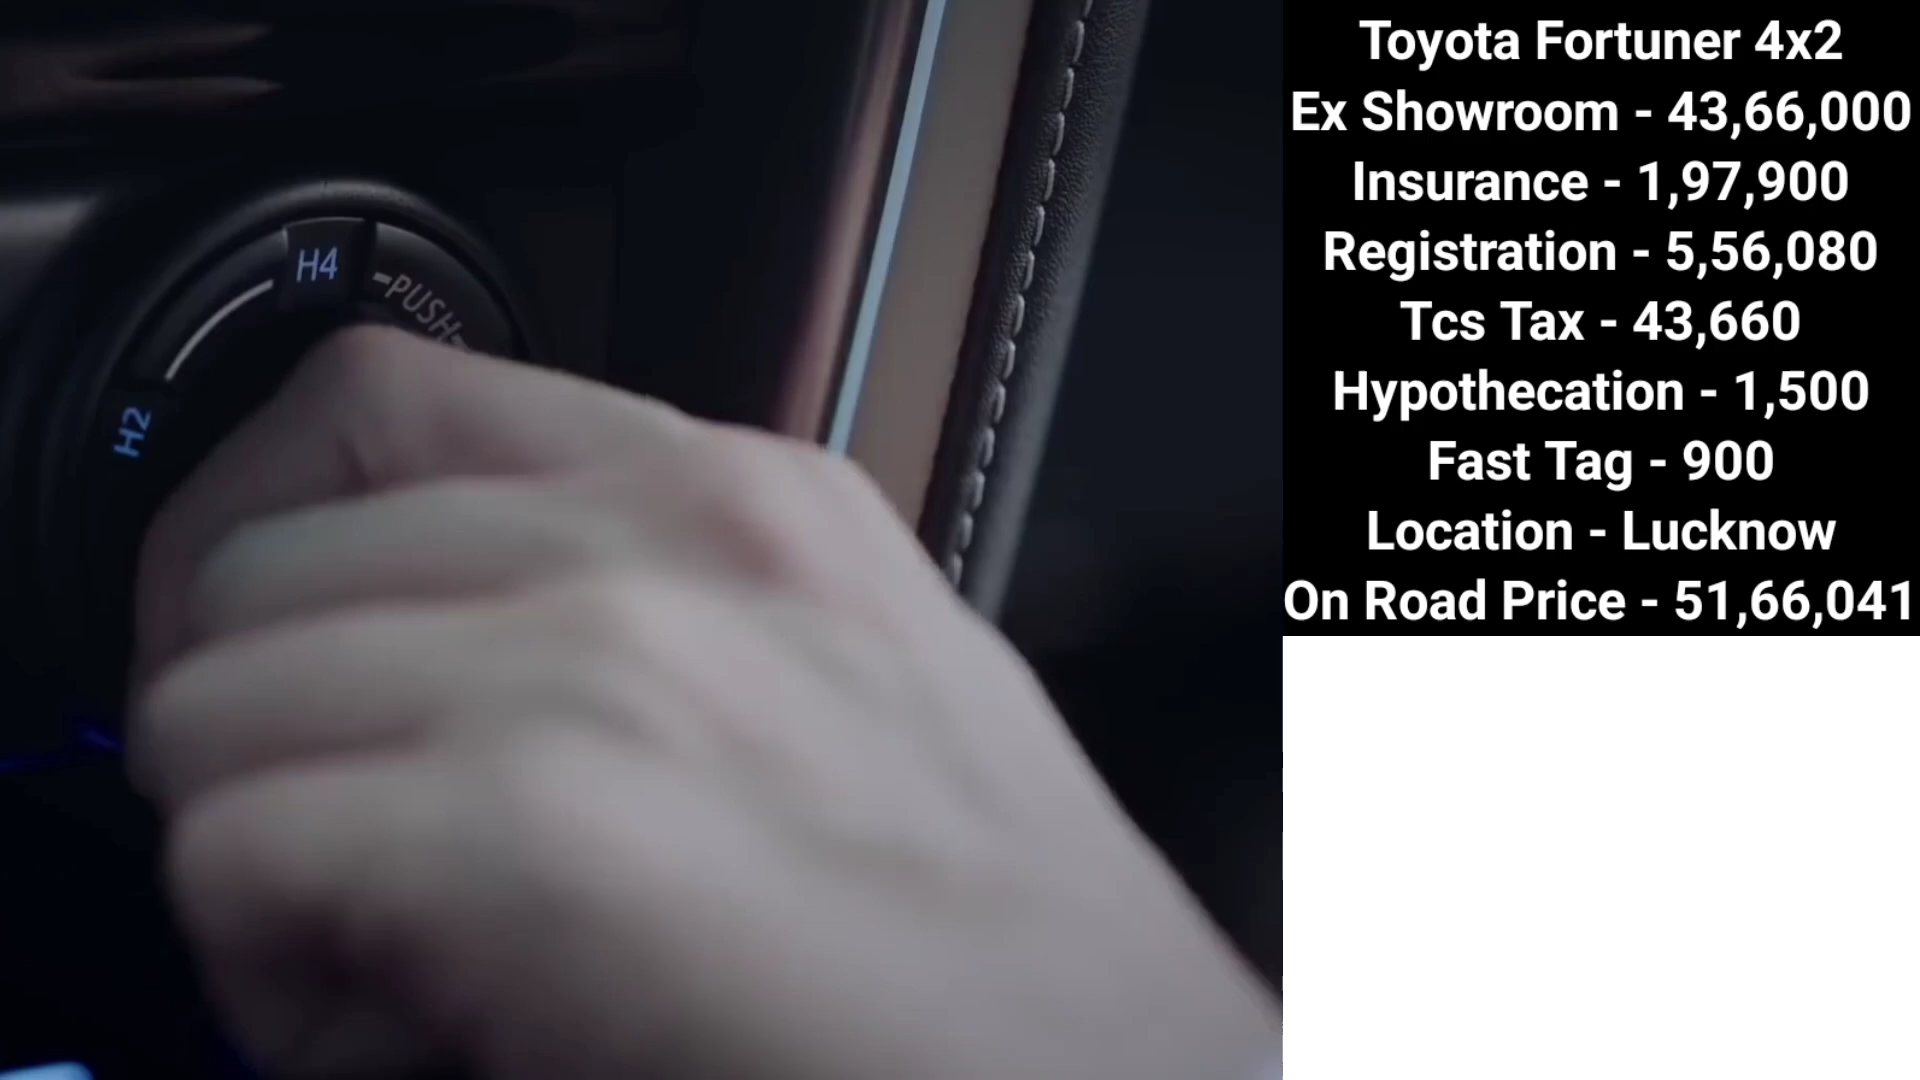 H4
-PUSH-
H2
Toyota Fortuner 4x2
Ex Showroom - 43,66,000
Insurance - 1,97,900
Registration - 5,56,080
Tcs Tax - 43,660
Hypothecation - 1,500
Fast Tag - 900
Location - Lucknow
On Road Price - 51,66,041